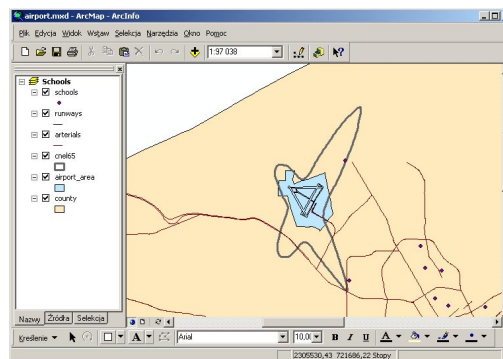 airport.mxd - ArcMap - ArcInfo
Plik Edycja Widok Wstaw Selekcja Narzędzia Okno Pomoc
1:97 038
Schools
schools
runways
arterials
cnel65
airport_area
county
Nazwy Źródła Selekcja
Kreślenie A Arial 10,0 B I U A
2305530,43 721686,22 Stopy